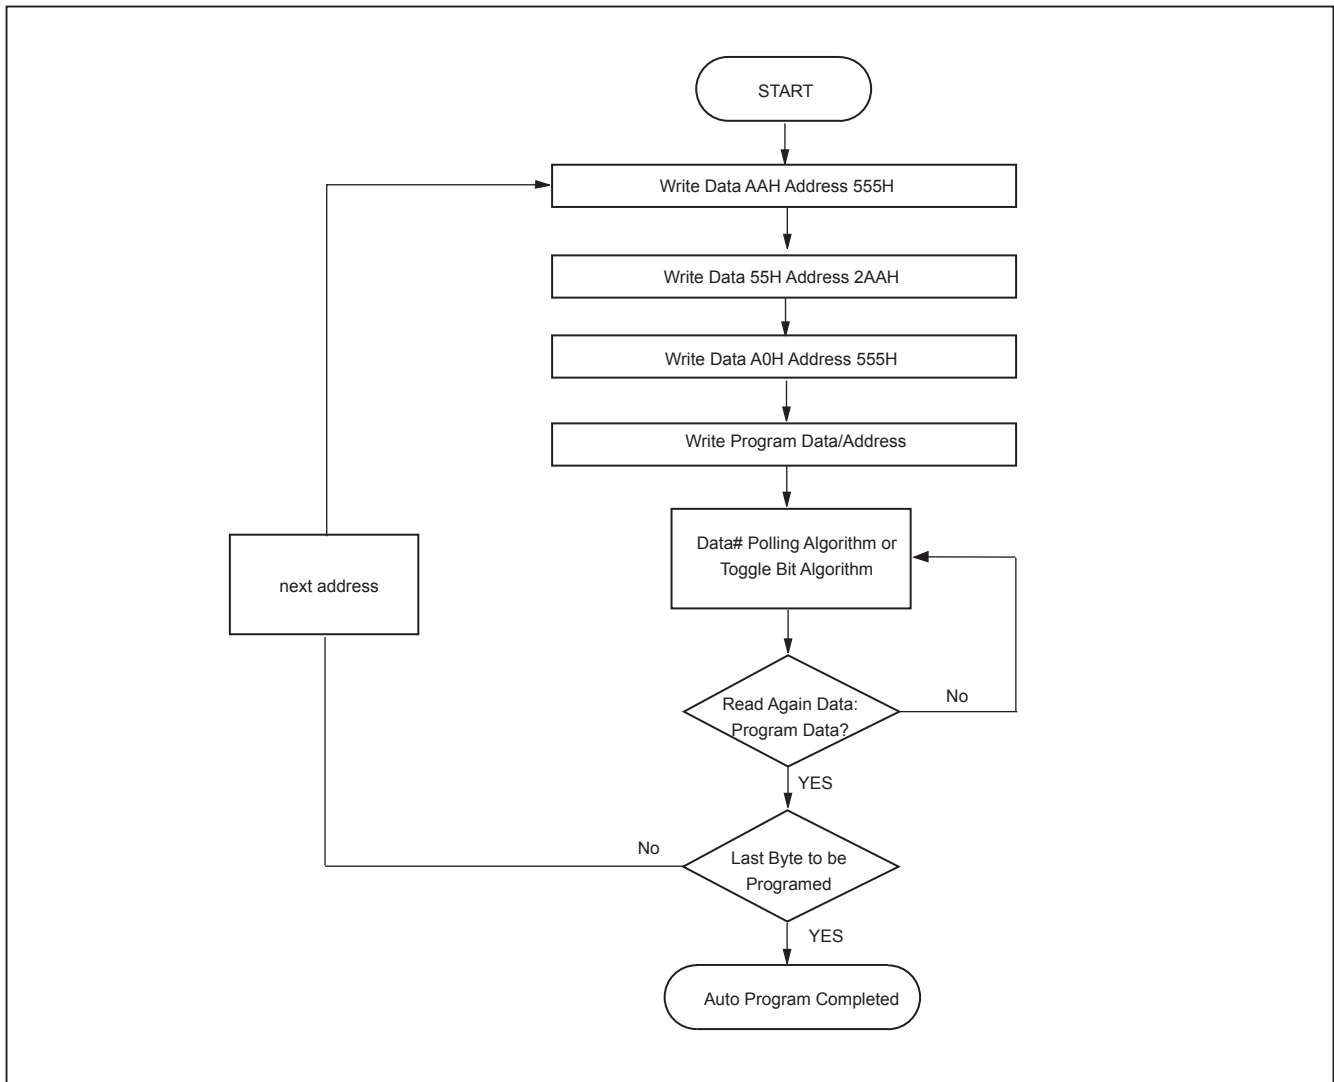 START
Write Data AAH Address 555H
Write Data 55H Address 2AAH
Write Data A0H Address 555H
Write Program Data/Address
Data# Polling Algorithm or
Toggle Bit Algorithm
next address
Read Again Data:
Program Data?
No
YES
No
Last Byte to be
Programed
YES
Auto Program Completed